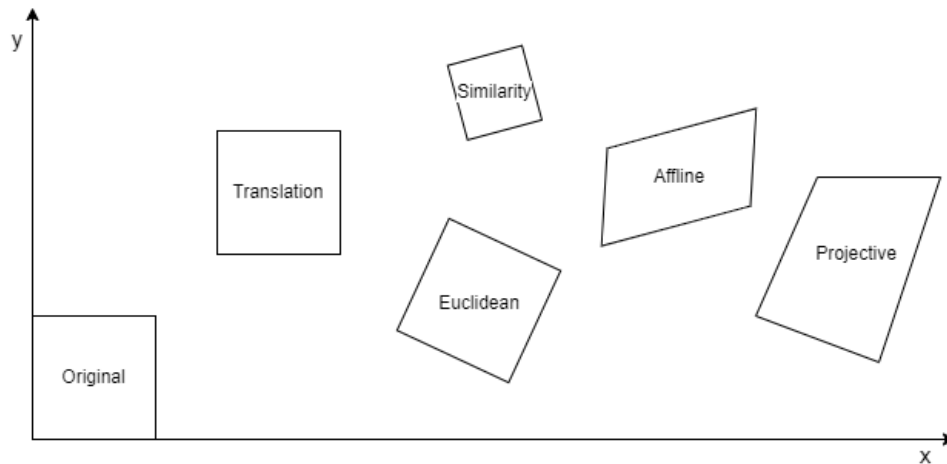 y
Similarity
Translation
Affline
Projective
Euclidean
Original
x